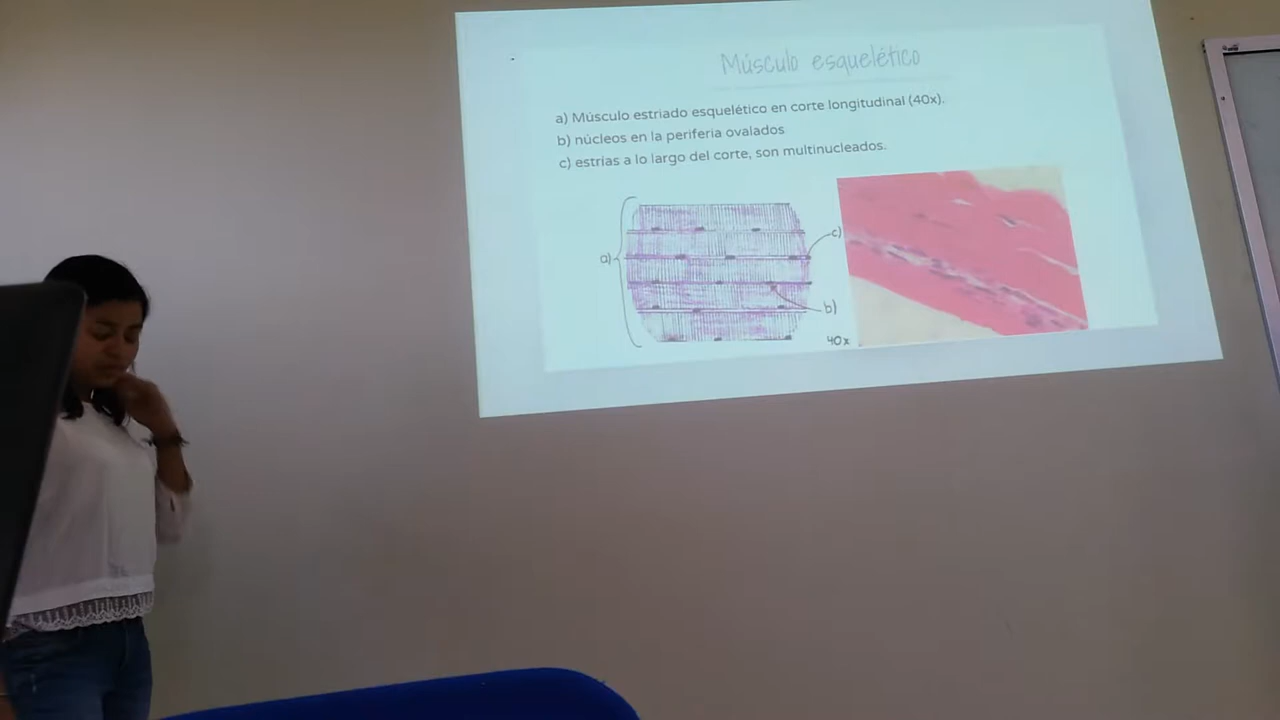 Músculo esquelético
a) Músculo estriado esquelético en corte longitudinal (40x).
b) núcleos en la periferia ovalados
c) estrias a lo largo del corte, son multinucleados.
a)
c)
b)
40x